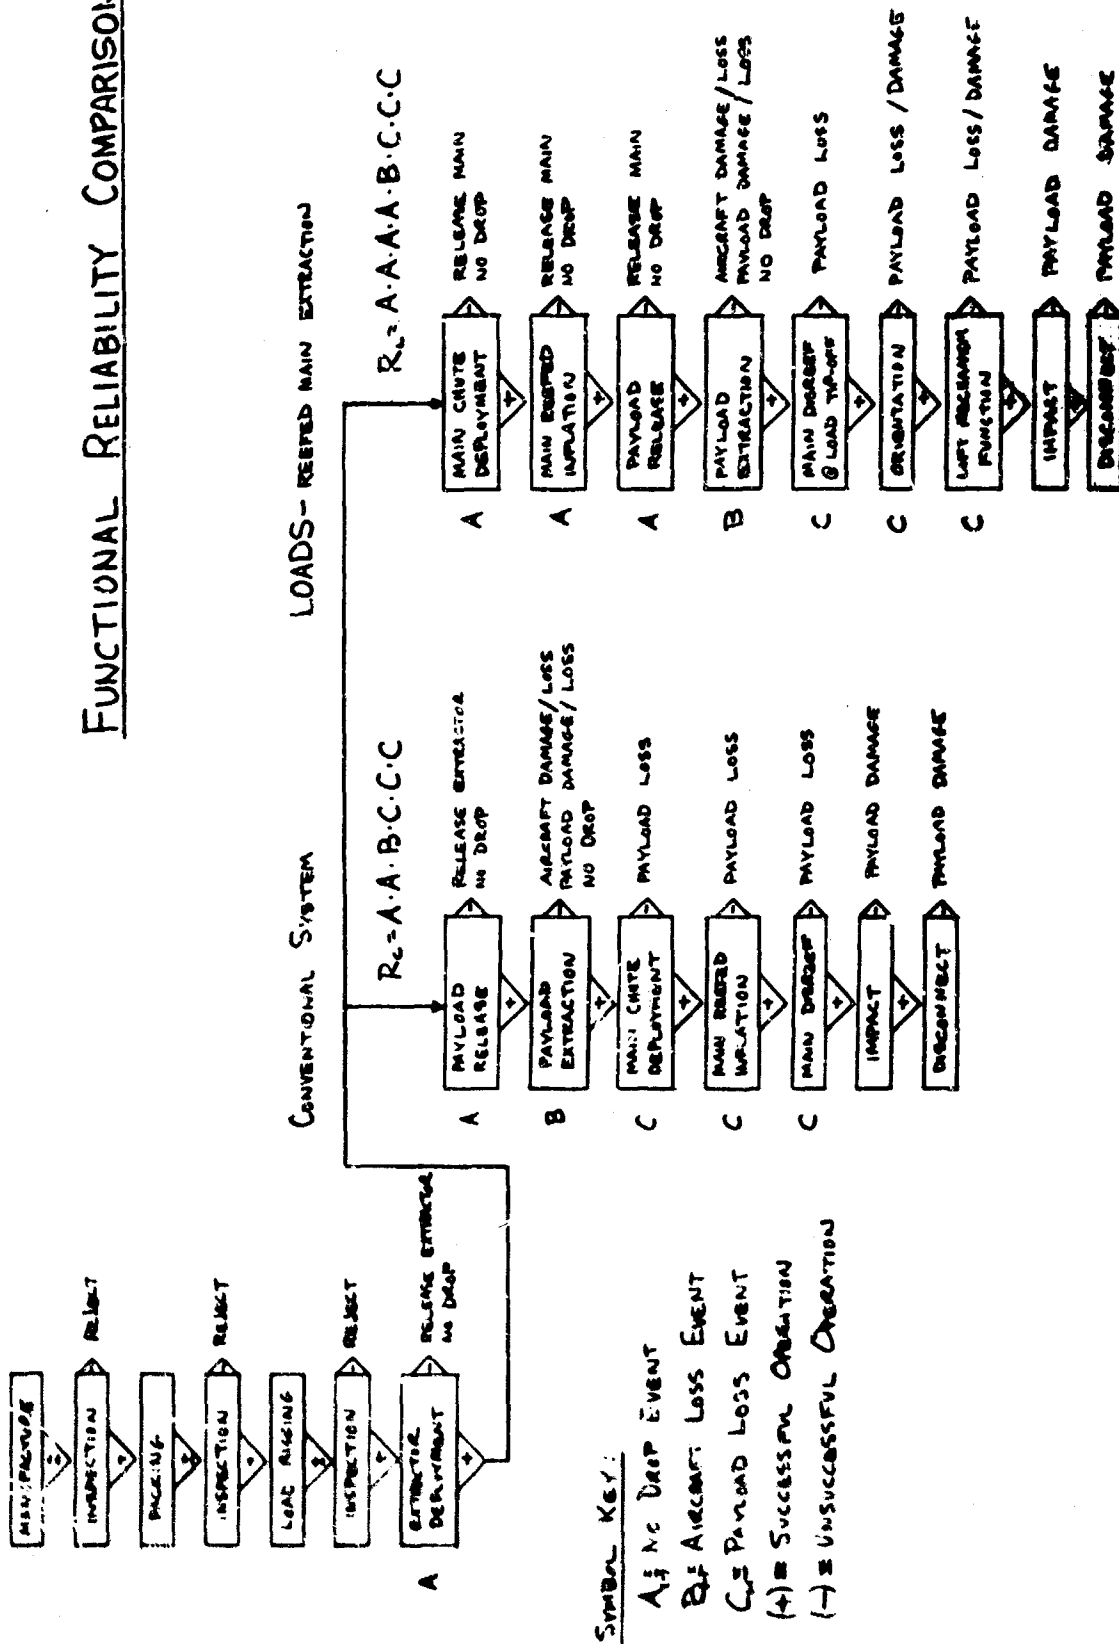 FUNCTIONAL RELIABILITY COMPARISON
MANUFACTURE
INSPECTION
REJECT
PACKING
INSPECTION
REJECT
LOAD RIGGING
INSPECTION
REJECT
A
EXTRACTOR
DEPLOYMENT
RELEASE EXTRACTOR
NO DROP
CONVENTIONAL SYSTEM
Rc = A·A·B·C·C·C
A
PAYLOAD
RELEASE
RELEASE EXTRACTOR
NO DROP
B
PAYLOAD
EXTRACTION
AIRCRAFT DAMAGE/LOSS
PAYLOAD DAMAGE/LOSS
NO DROP
C
MAIN CHUTE
DEPLOYMENT
PAYLOAD LOSS
C
MAIN REEFED
INFLATION
PAYLOAD LOSS
C
MAIN DISREEF
PAYLOAD LOSS
IMPACT
PAYLOAD DAMAGE
DISCONNECT
PAYLOAD DAMAGE
LOADS - REEFED MAIN EXTRACTION
RL = A·A·A·A·B·C·C·C
A
MAIN CHUTE
DEPLOYMENT
RELEASE MAIN
NO DROP
A
MAIN REEFED
INFLATION
RELEASE MAIN
NO DROP
A
PAYLOAD
RELEASE
RELEASE MAIN
NO DROP
B
PAYLOAD
EXTRACTION
AIRCRAFT DAMAGE/LOSS
PAYLOAD DAMAGE/LOSS
NO DROP
C
MAIN DISREEF
@ LOAD TIP-OFF
PAYLOAD LOSS
C
ORIENTATION
PAYLOAD LOSS/DAMAGE
C
FUNCTION
PAYLOAD LOSS/DAMAGE
IMPACT
PAYLOAD DAMAGE
DISCONNECT
PAYLOAD DAMAGE
SYMBOL KEY:
A = NO DROP EVENT
B = AIRCRAFT LOSS EVENT
C = PAYLOAD LOSS EVENT
(+) ≡ SUCCESSFUL OPERATION
(-) ≡ UNSUCCESSFUL OPERATION